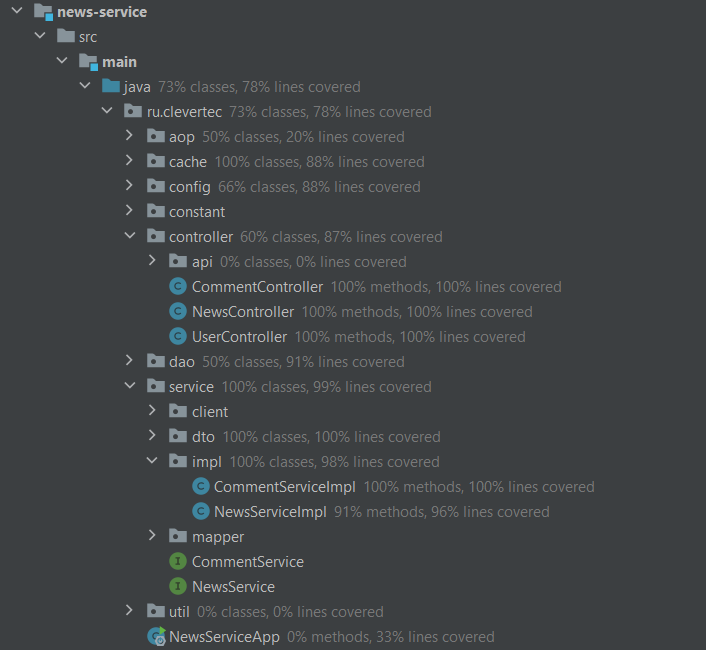 news-service
src
main
java 73% classes, 78% lines covered
ru.clevertec 73% classes, 78% lines covered
aop 50% classes, 20% lines covered
cache 100% classes, 88% lines covered
config 66% classes, 88% lines covered
constant
controller 60% classes, 87% lines covered
api 0% classes, 0% lines covered
C CommentController 100% methods, 100% lines covered
C NewsController 100% methods, 100% lines covered
C UserController 100% methods, 100% lines covered
dao 50% classes, 91% lines covered
service 100% classes, 99% lines covered
client
dto 100% classes, 100% lines covered
impl 100% classes, 98% lines covered
C CommentServiceImpl 100% methods, 100% lines covered
C NewsServiceImpl 91% methods, 96% lines covered
mapper
I CommentService
I NewsService
util 0% classes, 0% lines covered
NewsServiceApp 0% methods, 33% lines covered